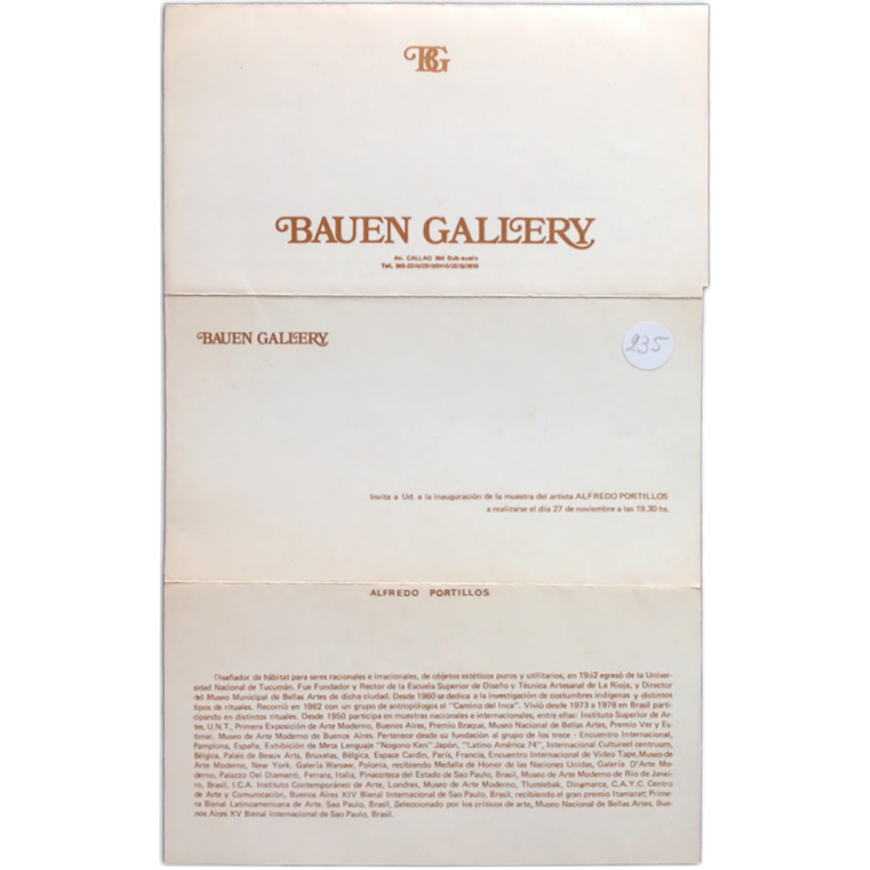 BG
BAUEN GALLERY
Av. CALLAO 360 Sub-suelo
Tel.
BAUEN GALLERY
235
Invita a Ud. a la inauguración de la muestra del artista ALFREDO PORTILLOS
a realizarse el día 27 de noviembre a las 19.30 hs.
ALFREDO PORTILLOS
Diseñador de hábitat para seres racionales e irracionales, de objetos estéticos puros y utilitarios, en 1952 egresó de la Univer-
sidad Nacional de Tucumán. Fue Fundador y Rector de la Escuela Superior de Diseño y Técnica Artesanal de La Rioja, y Director
del Museo Municipal de Bellas Artes de dicha ciudad. Desde 1960 se dedica a la investigación de costumbres indígenas y distintos
tipos de rituales. Recorrió en 1962 con un grupo de antropólogos el "Camino del Inca". Vivió desde 1973 a 1978 en Brasil parti-
cipando en distintos rituales. Desde 1950 participa en muestras nacionales e internacionales, entre ellas: Instituto Superior de Ar-
te, U.N.T., Primera Exposición de Arte Moderno, Buenos Aires, Premio Braque, Museo Nacional de Bellas Artes, Premio Ver y Es-
timar, Museo de Arte Moderno de Buenos Aires. Pertenece desde su fundación al grupo de los trece - Encuentro Internacional,
Pamplona, España, Exhibición de Meta Lenguaje "Nogono-Ken" Japón, "Latino América 74", Internacional Cultureel centruum,
Bélgica, Palais de Beaux Arts, Bruxelas, Bélgica, Espace Cardin, París, Francia, Encuentro Internacional de Video Tape, Museo de
Arte Moderno, New York. Galería Warsaw, Polonia, recibiendo Medalla de Honor de las Naciones Unidas, Galería D'Arte Mo-
derno, Palazzo Dei Diamanti, Ferrara, Italia, Pinacoteca del Estado de Sao Paulo, Brasil, Museo de Arte Moderno de Río de Janei-
ro, Brasil, I.C.A. Instituto Contemporáneo de Arte, Londres, Museo de Arte Moderno, Dinamarca, C.A.Y.C. Centro
de Arte y Comunicación, Buenos Aires XIV Bienal Internacional de Sao Paulo, Brasil, recibiendo el gran premio Itamarat; Prime-
ra Bienal Latinoamericana de Arte, Sao Paulo, Brasil, Seleccionado por los críticos de arte, Museo Nacional de Bellas Artes, Bue-
nos Aires XV Bienal Internacional de Sao Paulo, Brasil.